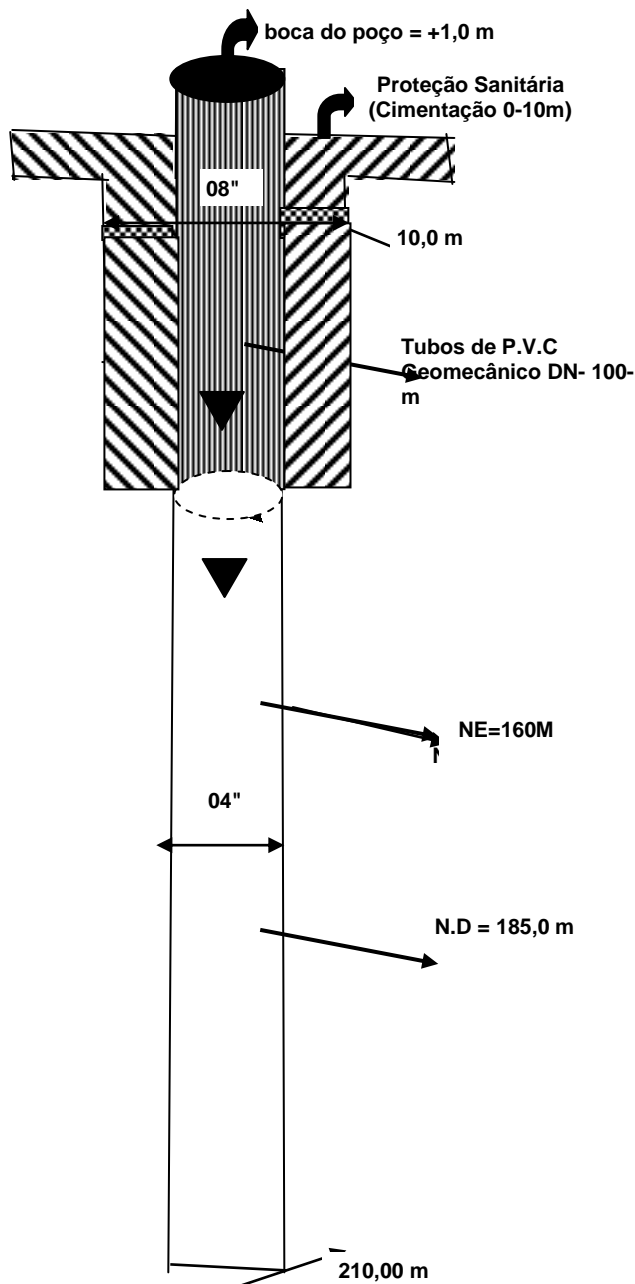 boca do poço = +1,0 m
Proteção Sanitária
(Cimentação 0-10m)
08"
10,0 m
Tubos de P.V.C
Geomecânico DN- 100-
m
NE=160M
04"
N.D = 185,0 m
210,00 m